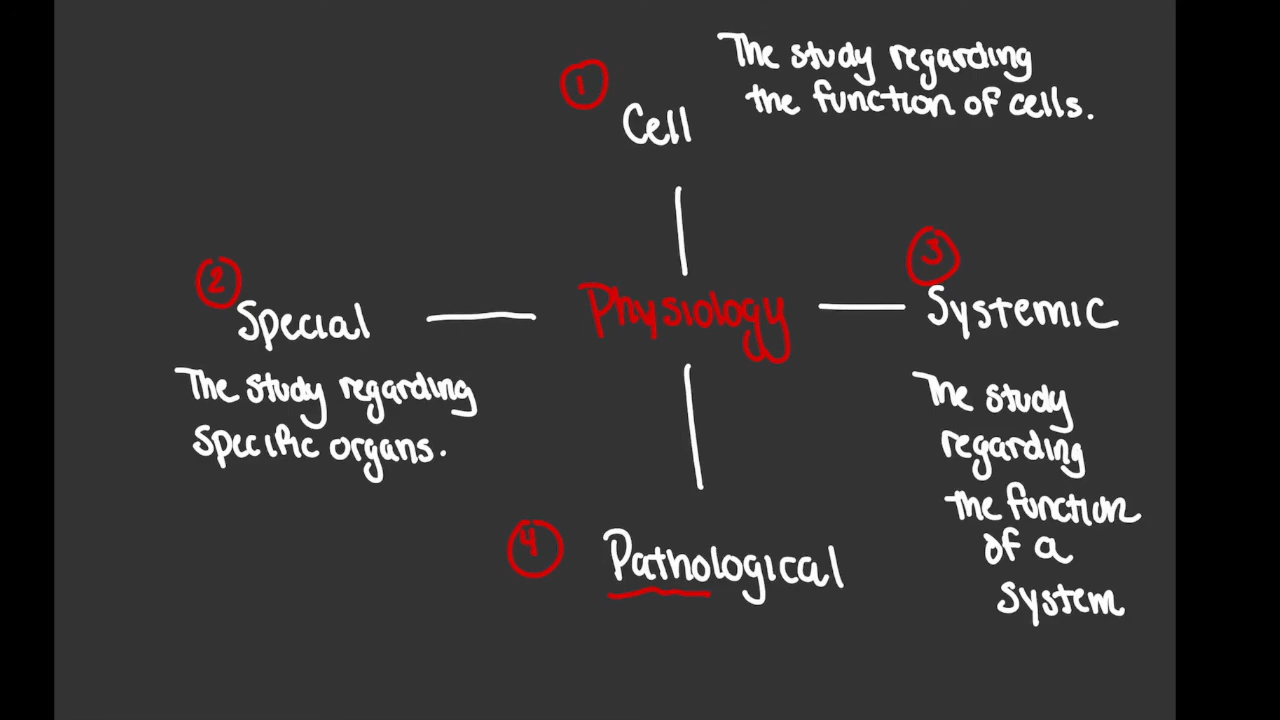 1
Cell
The study regarding
the function of cells.
2
Special
The study regarding
specific organs.
Physiology
3
Systemic
The study
regarding
the function
of a
system
4
Pathological